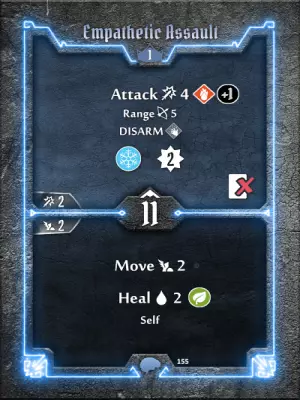 Empathetic Assault
1
Attack 4 +1
Range 5
DISARM
2
2
11
2
Move 2
Heal 2
Self
155